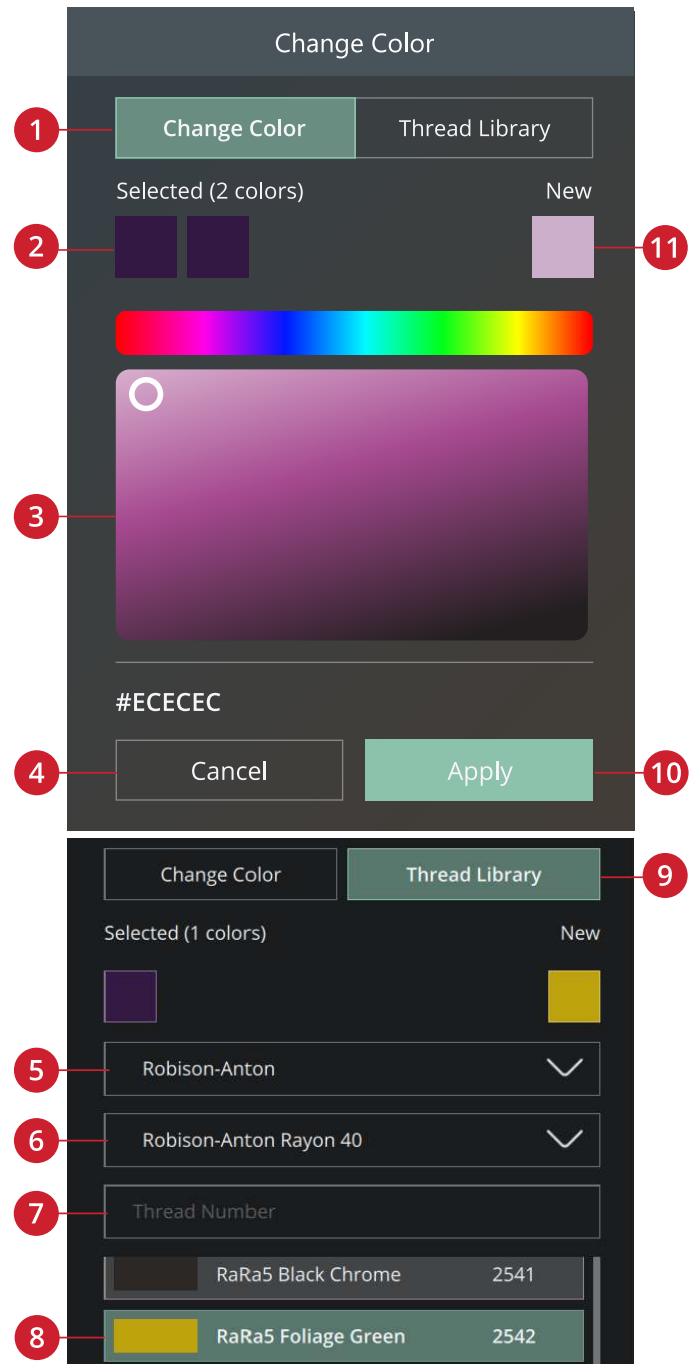 Change Color
1 Change Color Thread Library
Selected (2 colors) New
2 11
3
#ECECEC
4 Cancel Apply 10
Change Color Thread Library 9
Selected (1 colors) New
5 Robison-Anton
6 Robison-Anton Rayon 40
7 Thread Number
RaRa5 Black Chrome 2541
8 RaRa5 Foliage Green 2542